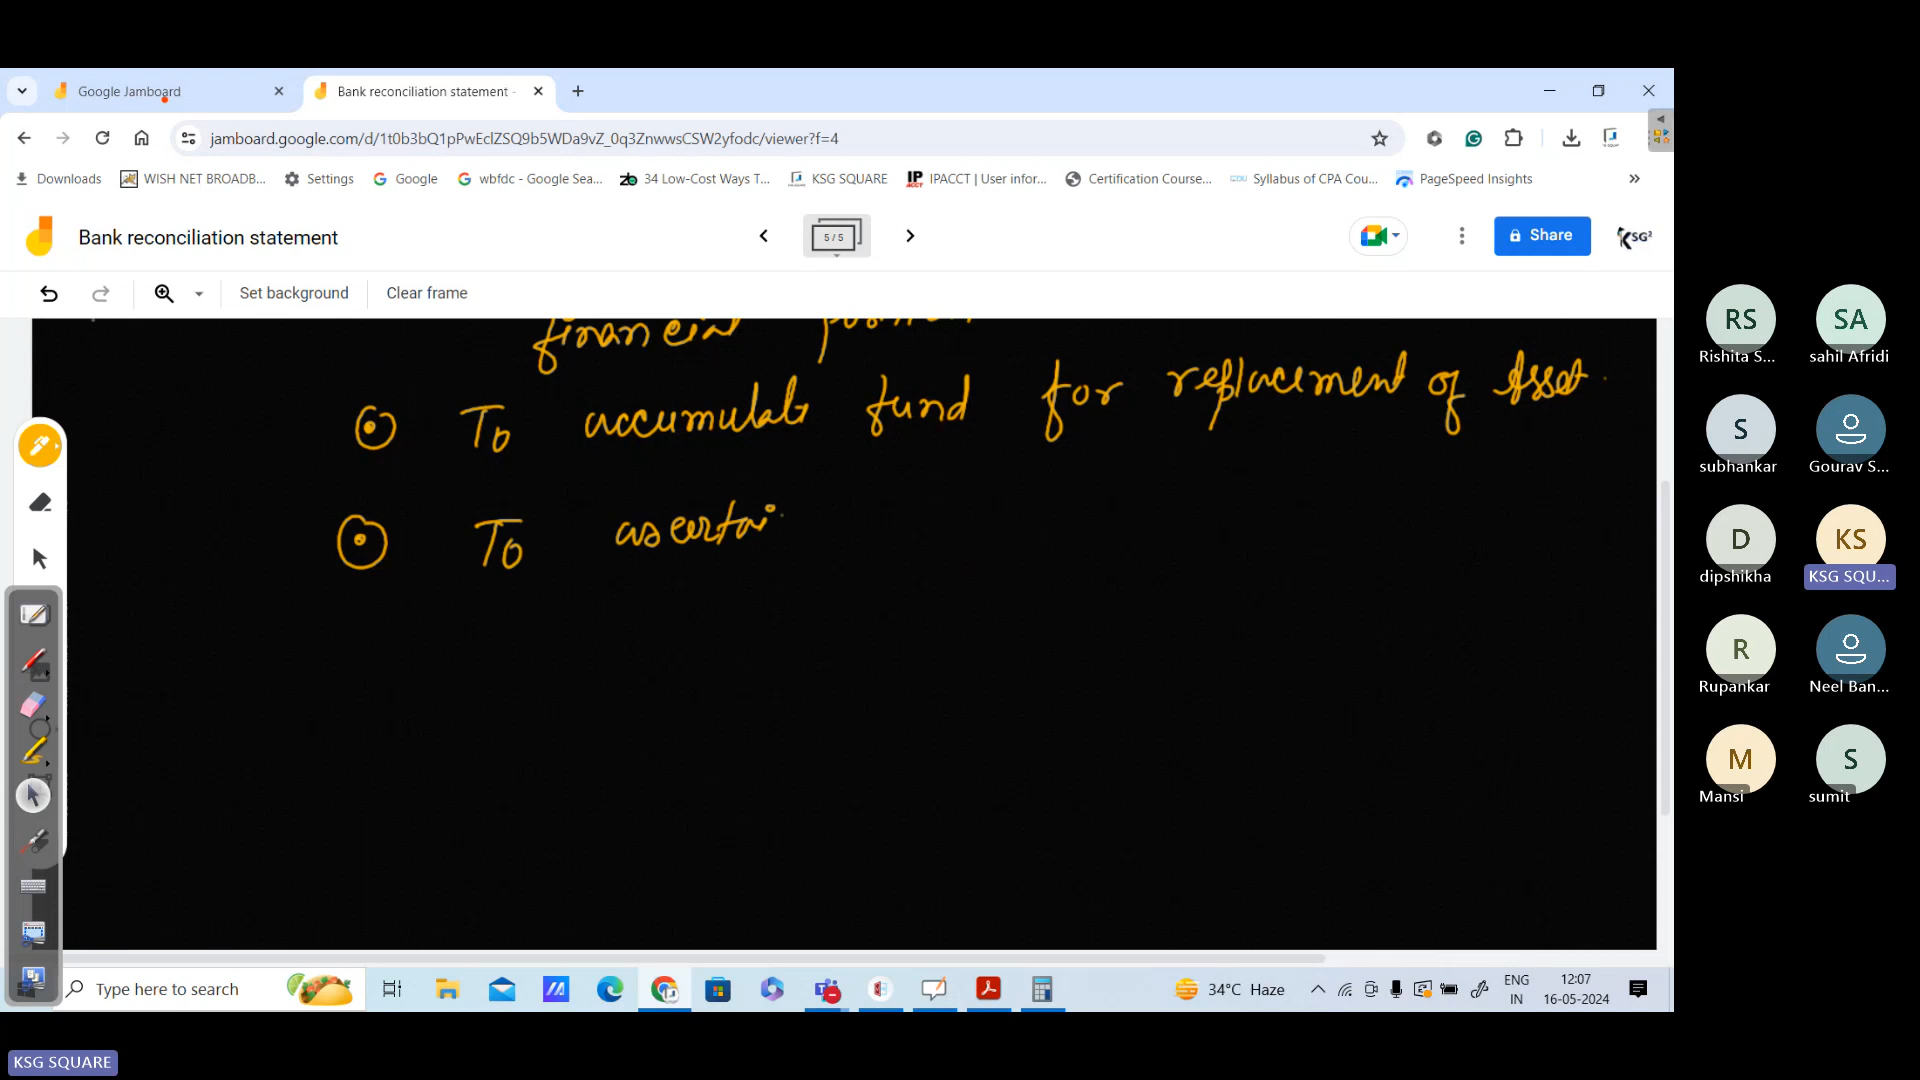 Google Jamboard
Bank reconciliation statement -
jamboard.google.com/d/1t0b3bQ1pPwEclZSQ9b5WDa9vZ_0q3ZnwwsCSW2yfodc/viewer?f=4
Downloads WISH NET BROADB... Settings Google wbfdc - Google Sea... 34 Low-Cost Ways T... KSG SQUARE IPACCT | User infor... Certification Course... Syllabus of CPA Cou... PageSpeed Insights
Bank reconciliation statement
5 / 5
Share
KSG²
Set background Clear frame
financial
To accumulate fund for replacement of Asset.
To ascertai
RS
Rishita S...
SA
sahil Afridi
S
subhankar
Gourav S...
D
dipshikha
KS
KSG SQU...
R
Rupankar
Neel Ban...
M
Mansi
S
sumit
Type here to search
34°C Haze
ENG
IN
12:07
16-05-2024
KSG SQUARE